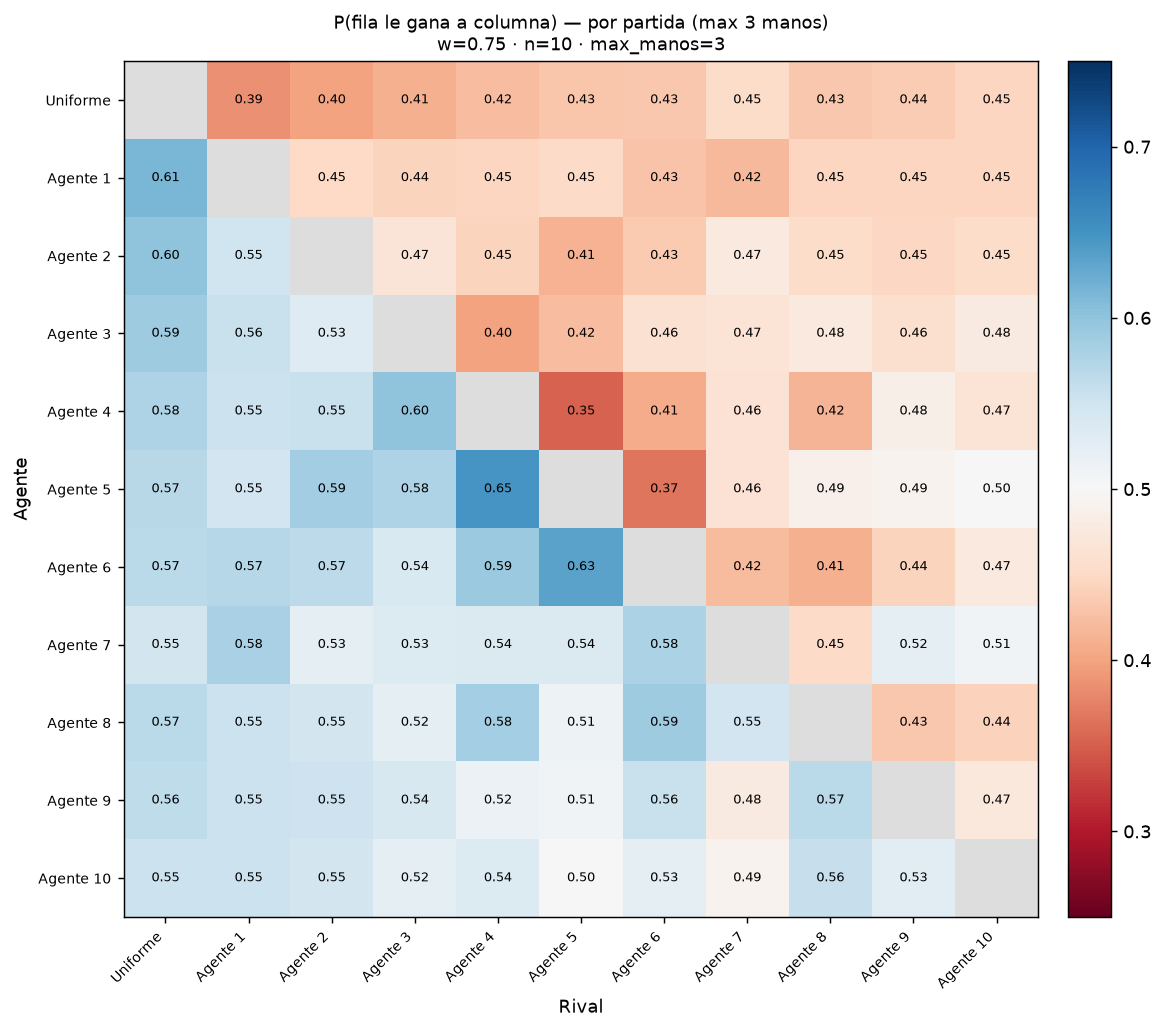 P(fila le gana a columna) — por partida (max 3 manos)
w=0.75 · n=10 · max_manos=3
Uniforme 0.39 0.40 0.41 0.42 0.43 0.43 0.45 0.43 0.44 0.45
Agente 1 0.61 0.45 0.44 0.45 0.45 0.43 0.42 0.45 0.45 0.45
Agente 2 0.60 0.55 0.47 0.45 0.41 0.43 0.47 0.45 0.45 0.45
Agente 3 0.59 0.56 0.53 0.40 0.42 0.46 0.47 0.48 0.46 0.48
Agente 4 0.58 0.55 0.55 0.60 0.35 0.41 0.46 0.42 0.48 0.47
Agente 5 0.57 0.55 0.59 0.58 0.65 0.37 0.46 0.49 0.49 0.50
Agente 6 0.57 0.57 0.57 0.54 0.59 0.63 0.42 0.41 0.44 0.47
Agente 7 0.55 0.58 0.53 0.53 0.54 0.54 0.58 0.45 0.52 0.51
Agente 8 0.57 0.55 0.55 0.52 0.58 0.51 0.59 0.55 0.43 0.44
Agente 9 0.56 0.55 0.55 0.54 0.52 0.51 0.56 0.48 0.57 0.47
Agente 10 0.55 0.55 0.55 0.52 0.54 0.50 0.53 0.49 0.56 0.53
Uniforme Agente 1 Agente 2 Agente 3 Agente 4 Agente 5 Agente 6 Agente 7 Agente 8 Agente 9 Agente 10
Rival
Agente
0.7
0.6
0.5
0.4
0.3